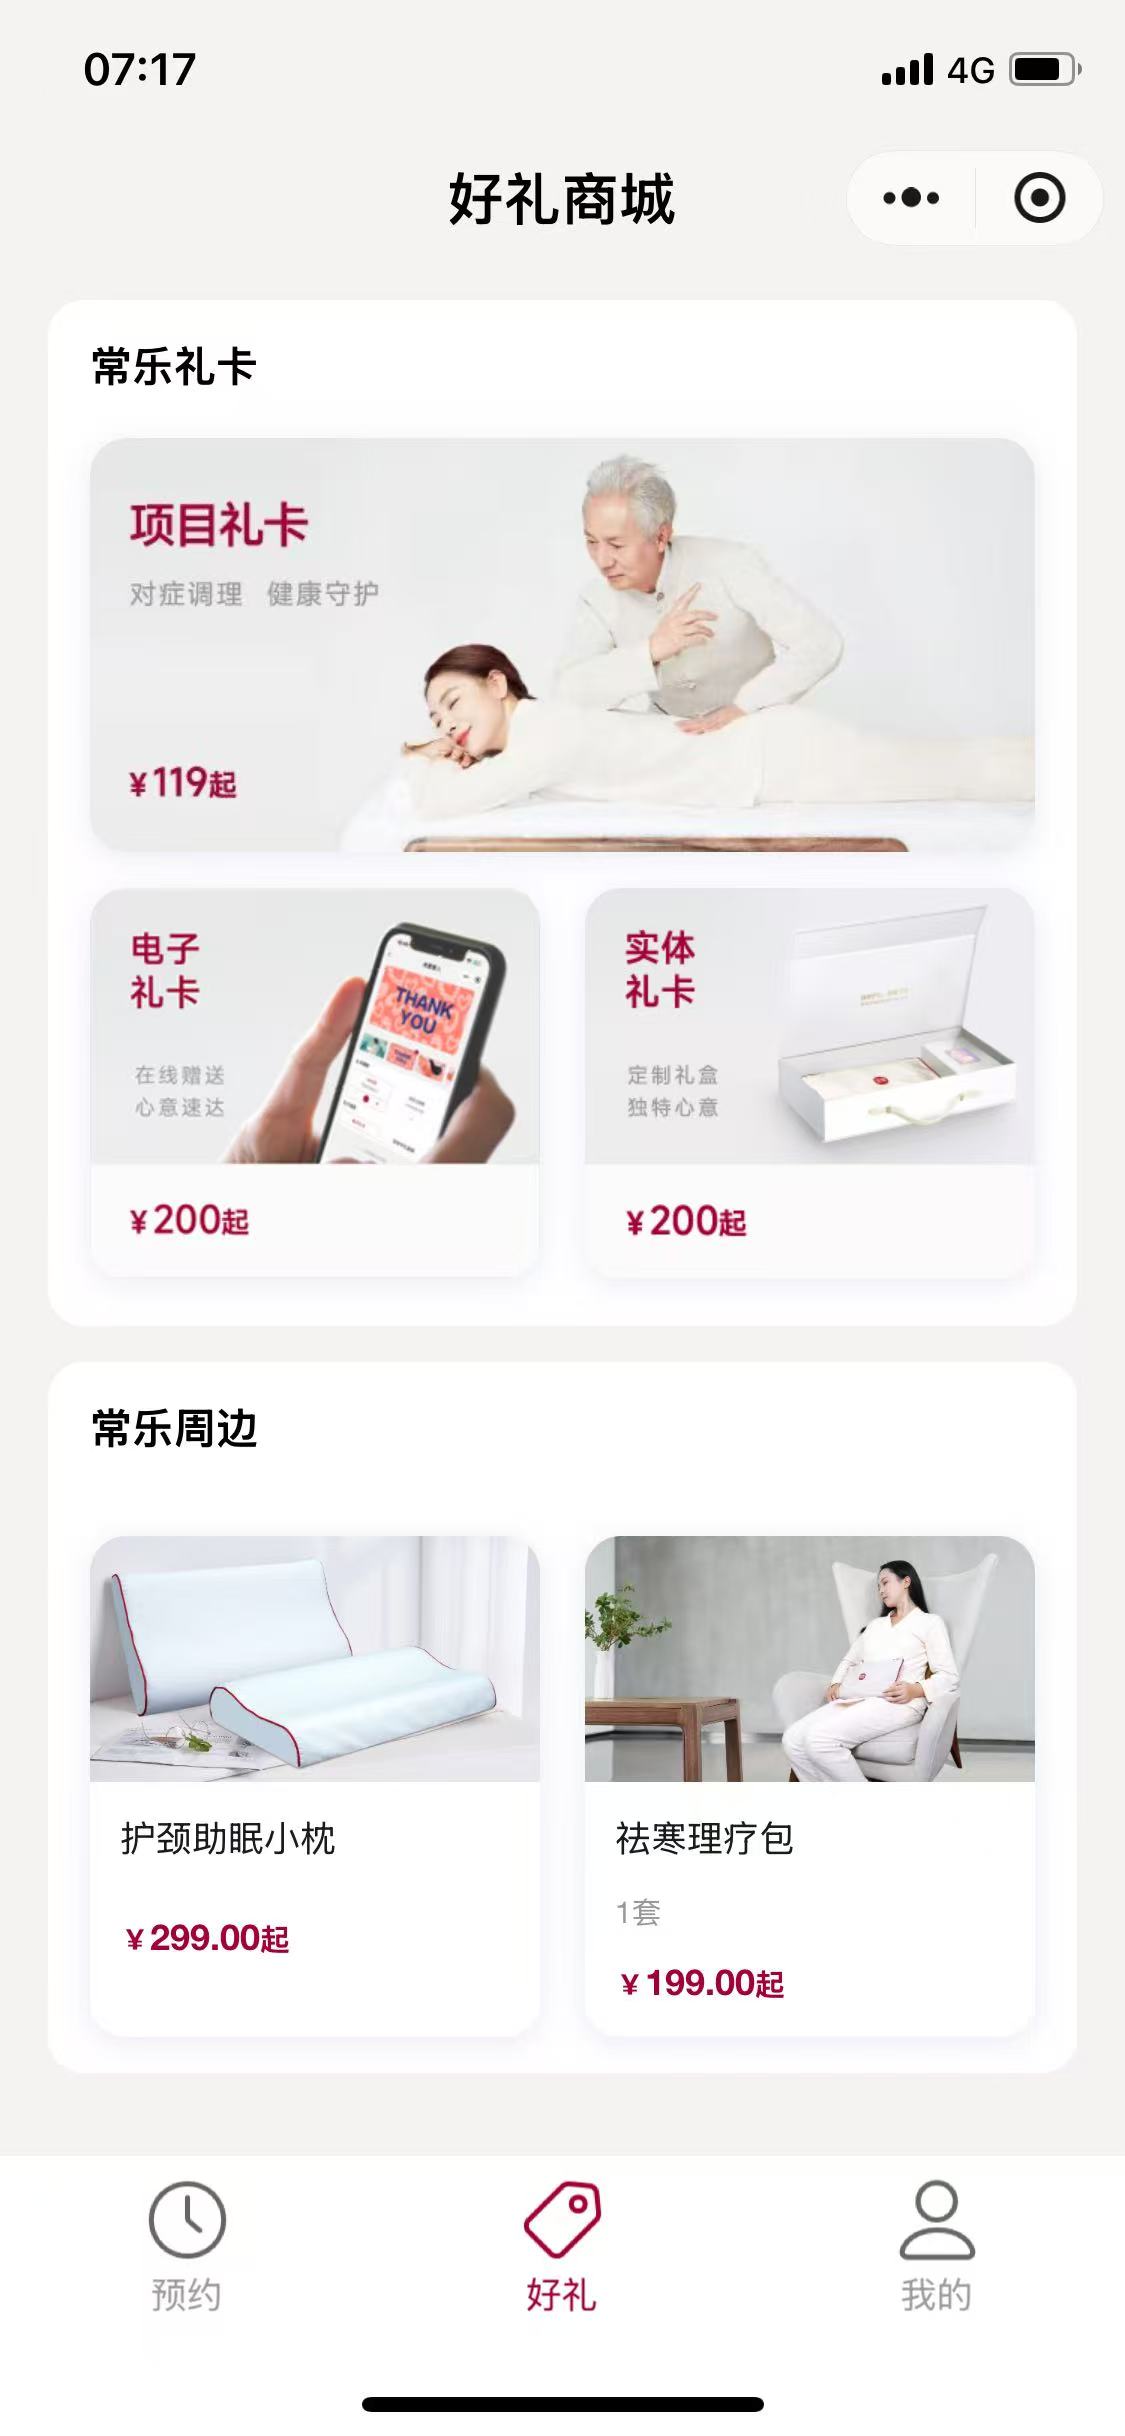 07:17
4G
好礼商城
常乐礼卡
项目礼卡
对症调理 健康守护
¥119起
电子
礼卡
在线赠送
心意速达
THANK
YOU
¥200起
实体
礼卡
定制礼盒
独特心意
¥200起
常乐周边
护颈助眠小枕
¥299.00起
祛寒理疗包
1套
¥199.00起
预约
好礼
我的